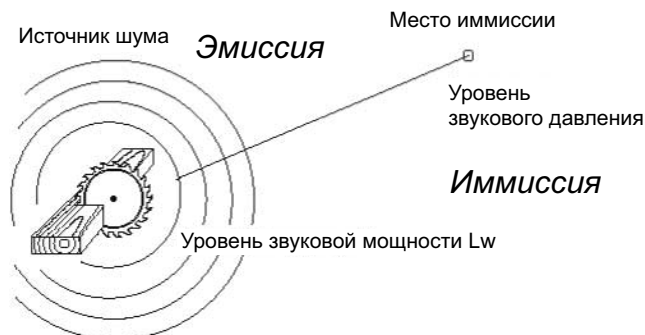 Источник шума
Эмиссия
Место иммиссии
Уровень
звукового давления
Иммиссия
Уровень звуковой мощности Lw